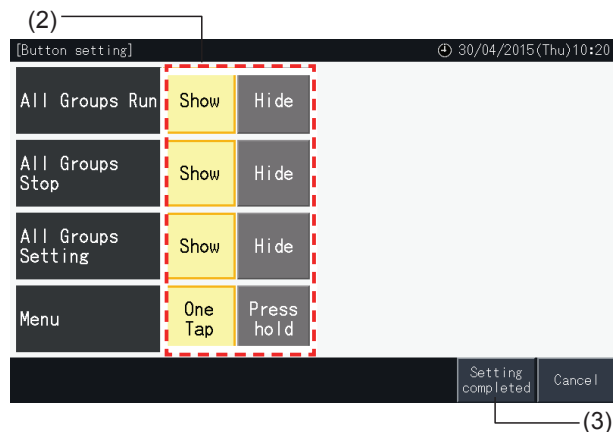 (2)
[Button setting] 30/04/2015(Thu)10:20
All Groups Run Show Hide
All Groups
Stop Show Hide
All Groups
Setting Show Hide
Menu One
Tap Press
hold
Setting
completed Cancel
(3)